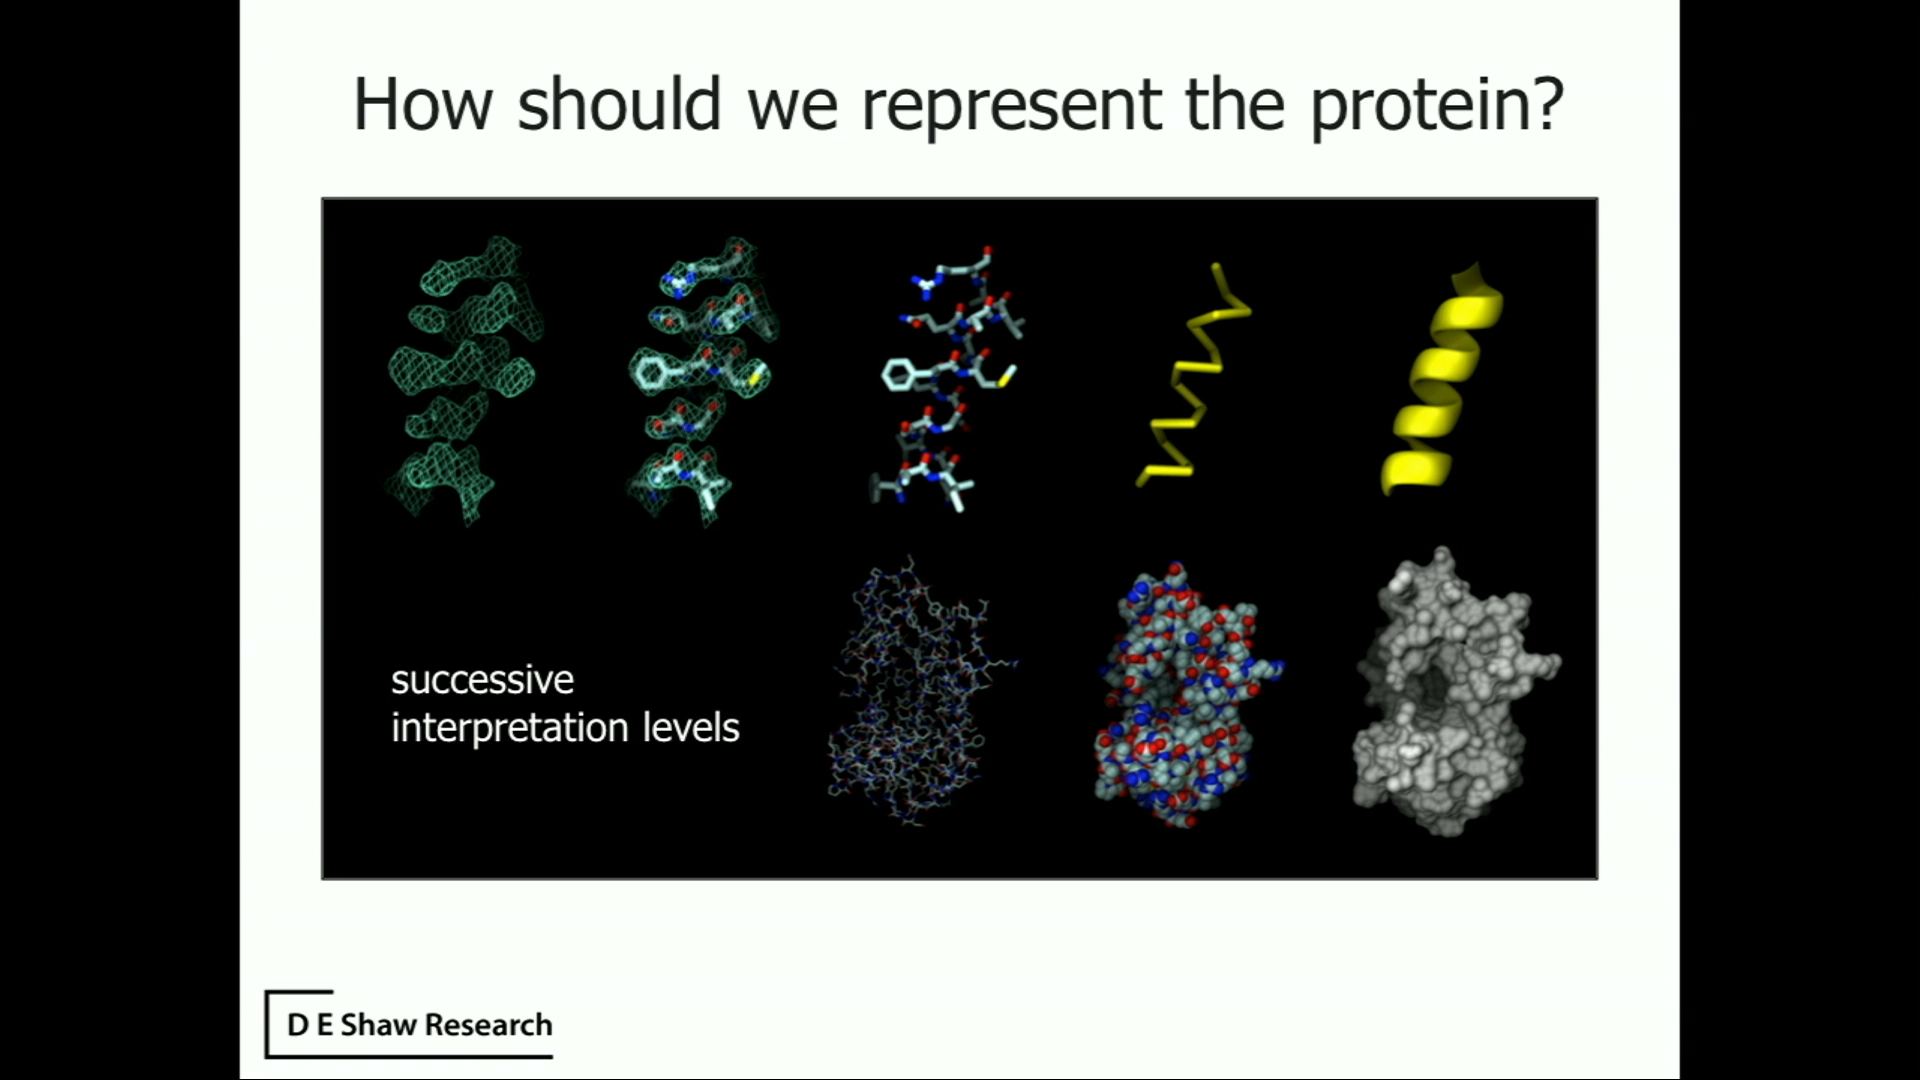 How should we represent the protein?
successive
interpretation levels
D E Shaw Research